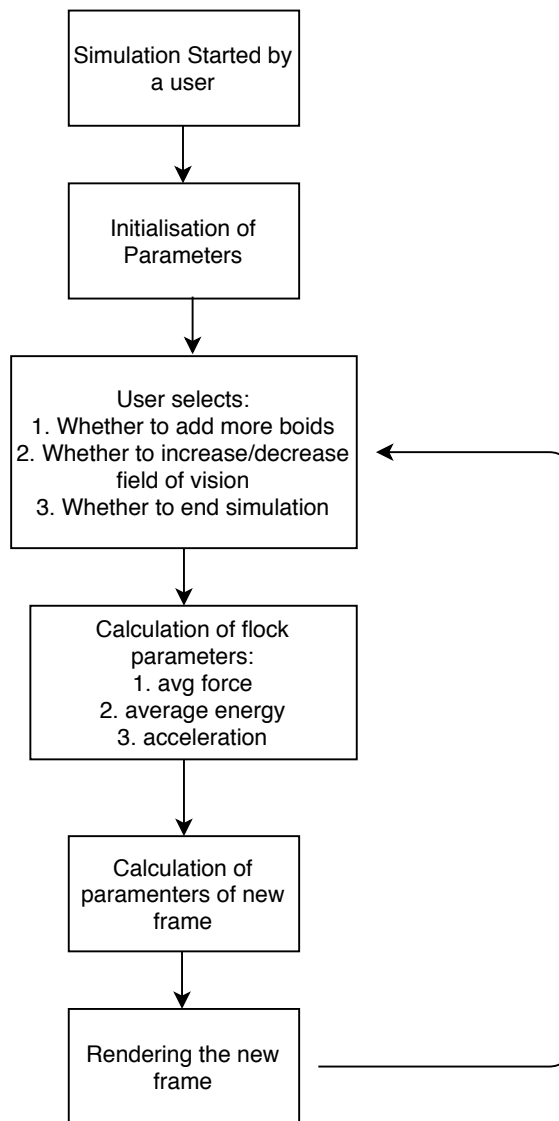 Simulation Started by
a user
Initialisation of
Parameters
User selects:
1. Whether to add more boids
2. Whether to increase/decrease
field of vision
3. Whether to end simulation
Calculation of flock
parameters:
1. avg force
2. average energy
3. acceleration
Calculation of
paramenters of new
frame
Rendering the new
frame